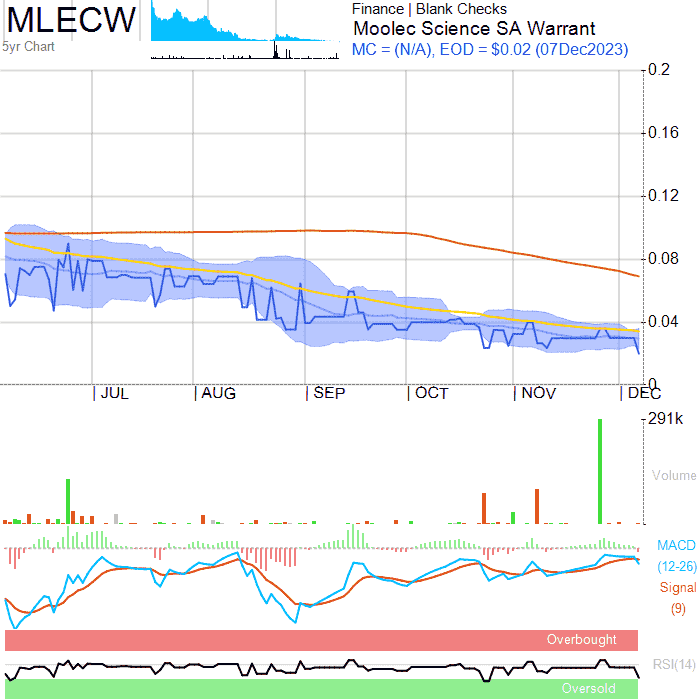 MLECW
5yr Chart
Finance | Blank Checks
Moolec Science SA Warrant
MC = (N/A), EOD = $0.02 (07Dec2023)
0.2
0.16
0.12
0.08
0.04
0
JUL AUG SEP OCT NOV DEC
291k
Volume
MACD
(12-26)
Signal
(9)
Overbought
RSI(14)
Oversold